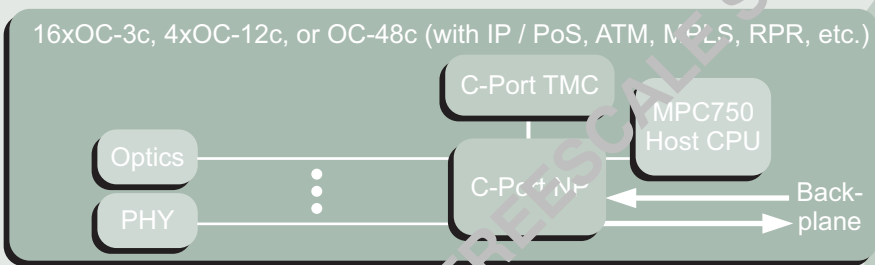 16xOC-3c, 4xOC-12c, or OC-48c (with IP / PoS, ATM, MPLS, RPR, etc.)
C-Port TMC
MPC750
Host CPU
Optics
C-Port NP
Back-
plane
PHY
FREESCALE S